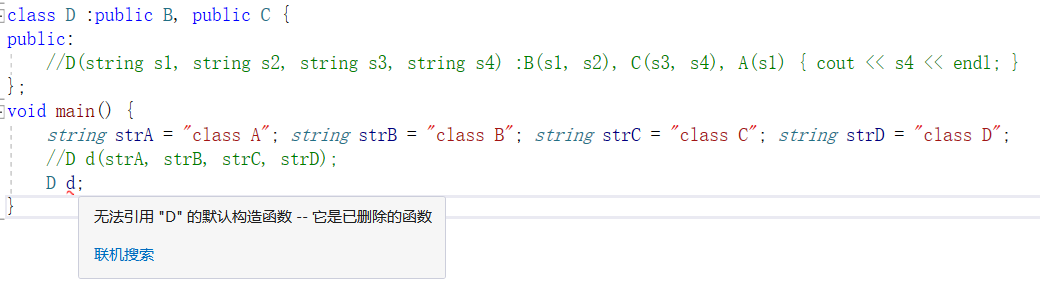 class D :public B, public C {
public:
//D(string s1, string s2, string s3, string s4) :B(s1, s2), C(s3, s4), A(s1) { cout << s4 << endl; }
};
void main() {
string strA = "class A"; string strB = "class B"; string strC = "class C"; string strD = "class D";
//D d(strA, strB, strC, strD);
D d;
}
无法引用 "D" 的默认构造函数 -- 它是已删除的函数
联机搜索